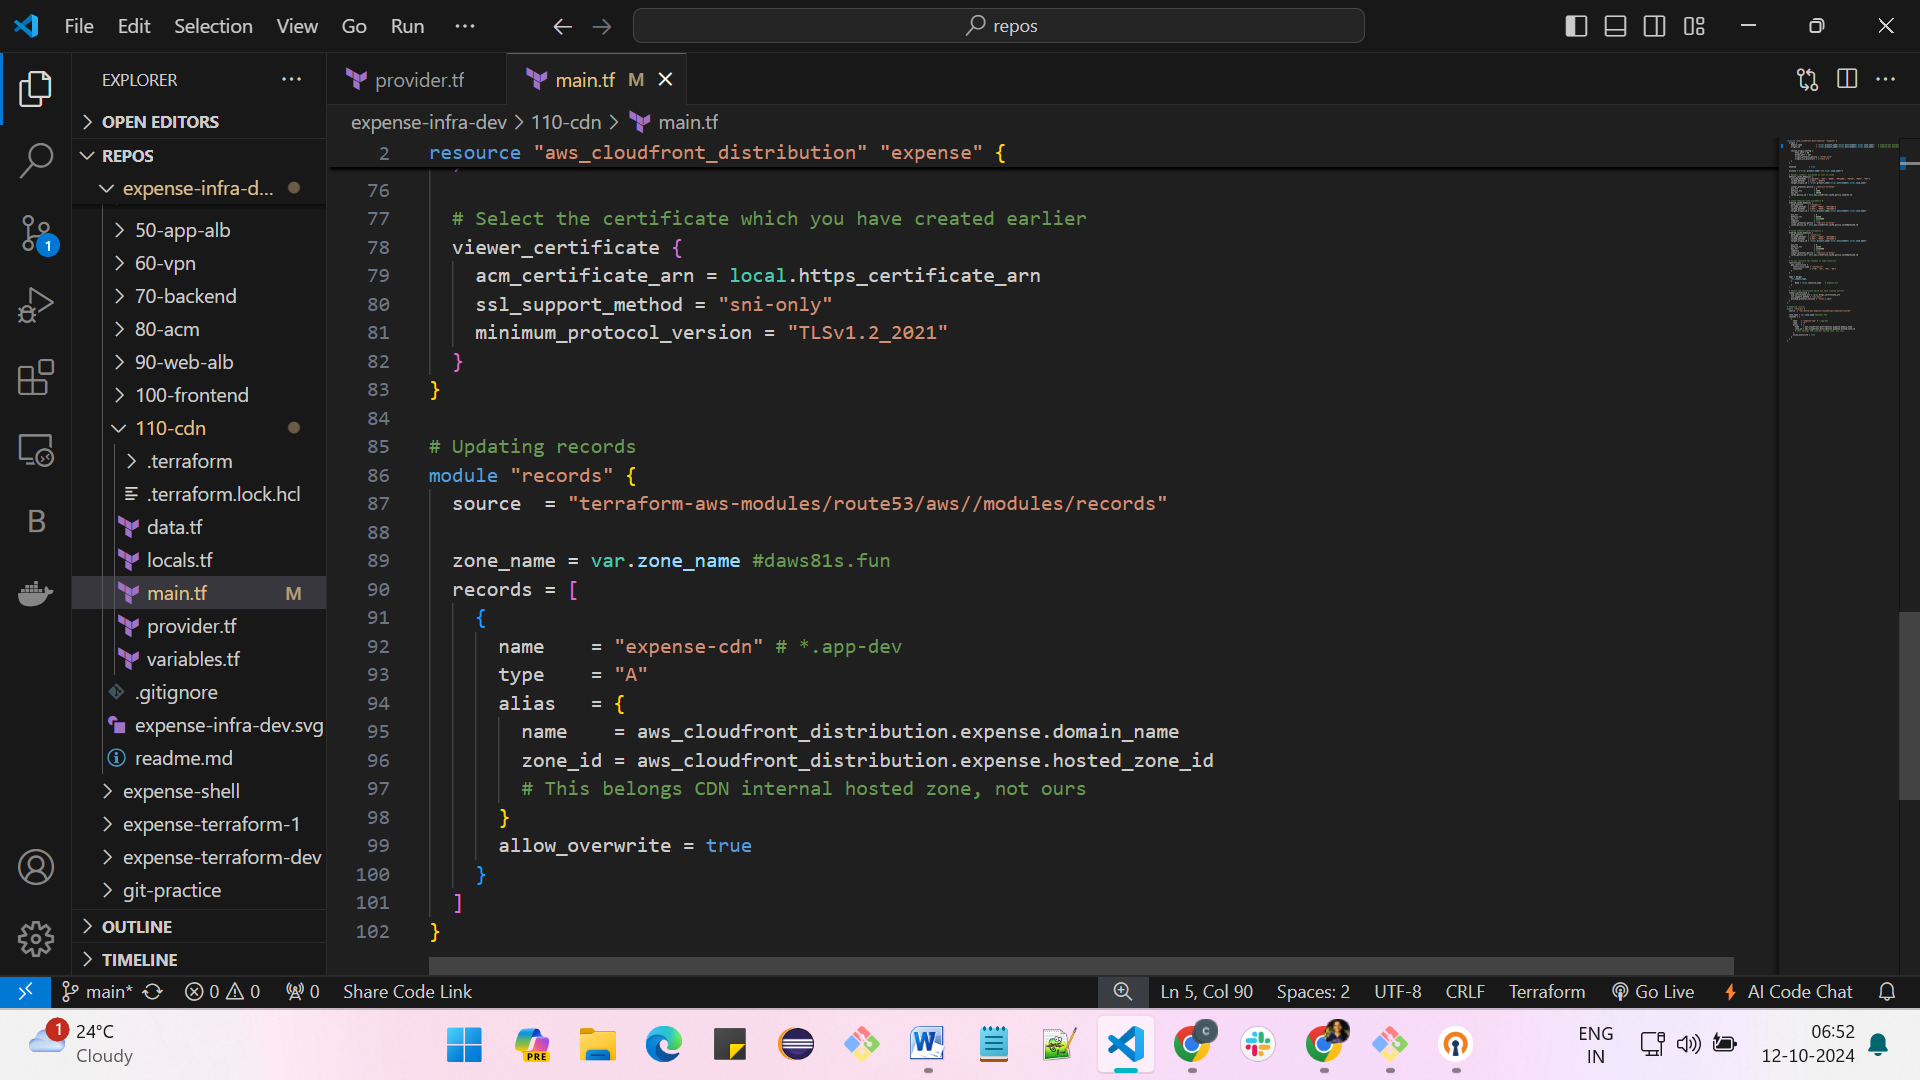 File Edit Selection View Go Run ···
repos
EXPLORER ···
OPEN EDITORS
REPOS
expense-infra-d...
50-app-alb
60-vpn
70-backend
80-acm
90-web-alb
100-frontend
110-cdn
.terraform
.terraform.lock.hcl
data.tf
locals.tf
main.tf M
provider.tf
variables.tf
.gitignore
expense-infra-dev.svg
readme.md
expense-shell
expense-terraform-1
expense-terraform-dev
git-practice
OUTLINE
TIMELINE
1
B
provider.tf main.tf M
expense-infra-dev > 110-cdn > main.tf
2 resource "aws_cloudfront_distribution" "expense" {
76
77 # Select the certificate which you have created earlier
78 viewer_certificate {
79 acm_certificate_arn = local.https_certificate_arn
80 ssl_support_method = "sni-only"
81 minimum_protocol_version = "TLSv1.2_2021"
82 }
83 }
84
85 # Updating records
86 module "records" {
87 source  = "terraform-aws-modules/route53/aws//modules/records"
88
89 zone_name = var.zone_name #daws81s.fun
90 records = [
91 {
92 name    = "expense-cdn" # *.app-dev
93 type    = "A"
94 alias   = {
95 name    = aws_cloudfront_distribution.expense.domain_name
96 zone_id = aws_cloudfront_distribution.expense.hosted_zone_id
97 # This belongs CDN internal hosted zone, not ours
98 }
99 allow_overwrite = true
100 }
101 ]
102 }
main* 0 0 0 Share Code Link Ln 5, Col 90 Spaces: 2 UTF-8 CRLF Terraform Go Live AI Code Chat
1 24°C
Cloudy
PRE
W
c
ENG
IN
06:52
12-10-2024